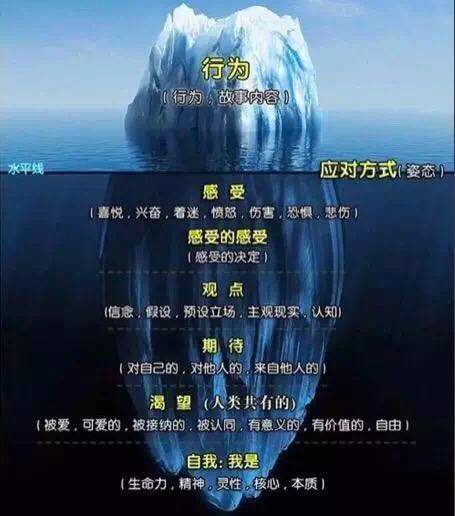 行为
(行为,故事内容)
水平线
应对方式(姿态)
感受
(喜悦,兴奋,着迷,愤怒,伤害,恐惧,悲伤)
感受的感受
(感受的决定)
观点
(信念,假设,预设立场,主观现实,认知)
期待
(对自己的,对他人的,来自他人的)
渴望 (人类共有的)
(被爱,可爱的,被接纳的,被认同,有意义的,有价值的,自由)
自我:我是
(生命力,精神,灵性,核心,本质)